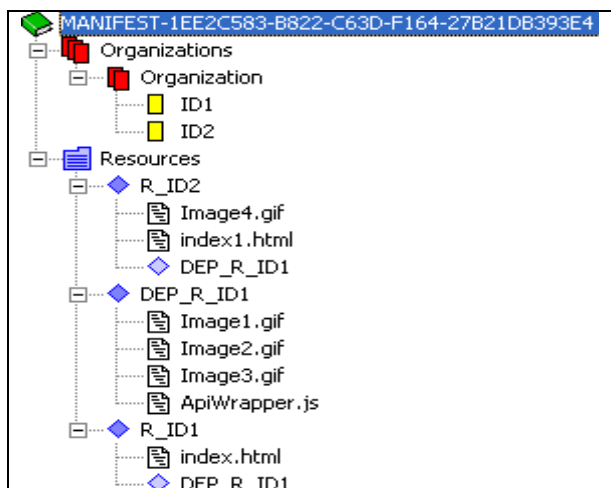 MANIFEST-1EE2C583-B822-C63D-F164-27B21DB393E4
Organizations
Organization
ID1
ID2
Resources
R_ID2
Image4.gif
index1.html
DEP_R_ID1
DEP_R_ID1
Image1.gif
Image2.gif
Image3.gif
ApiWrapper.js
R_ID1
index.html
DEP_R_ID1